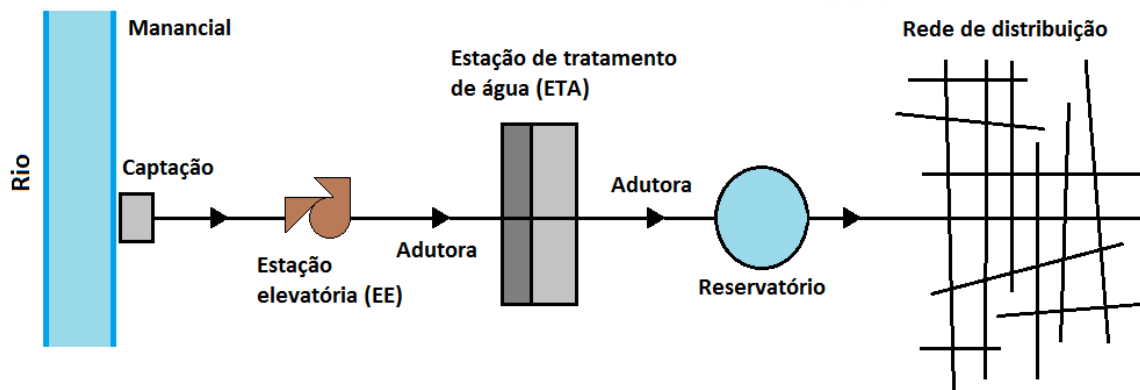 Manancial
Rio
Captação
Estação
elevatória (EE)
Adutora
Estação de tratamento
de água (ETA)
Adutora
Reservatório
Rede de distribuição